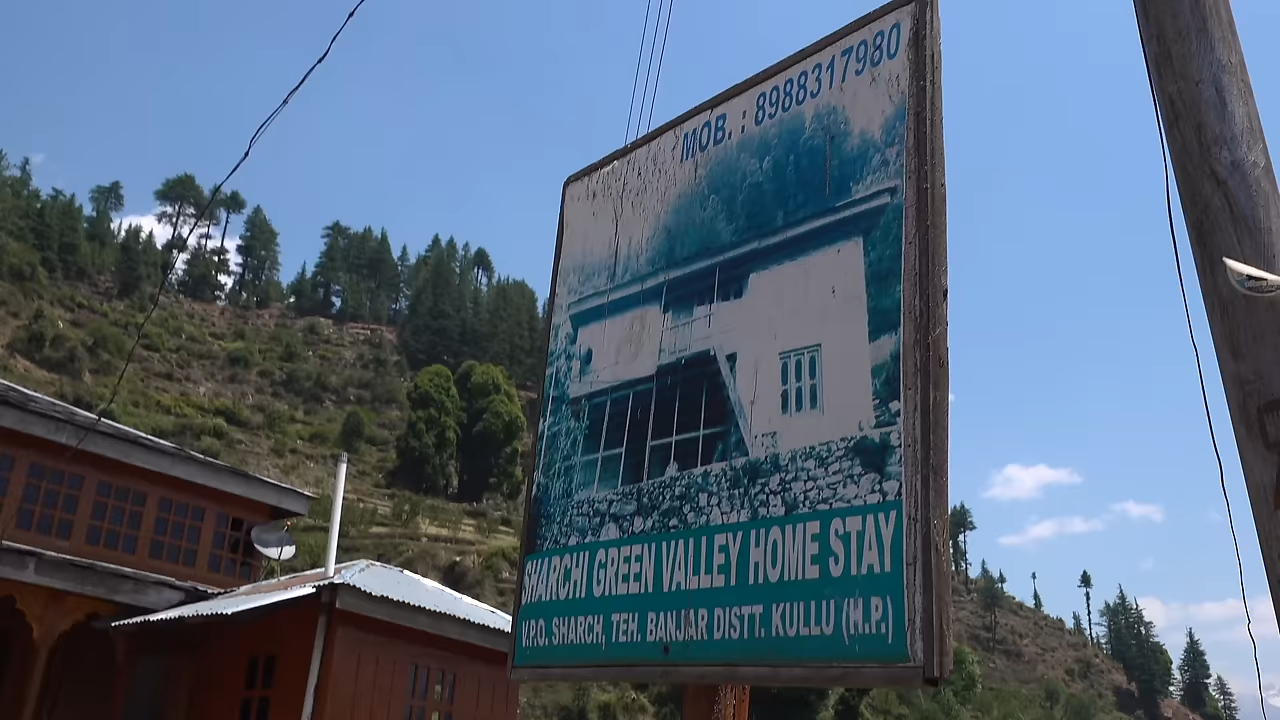 MOB. : 8988317980
SHARCHI GREEN VALLEY HOME STAY
V.P.O. SHARCH, TEH. BANJAR DISTT. KULLU (H.P.)